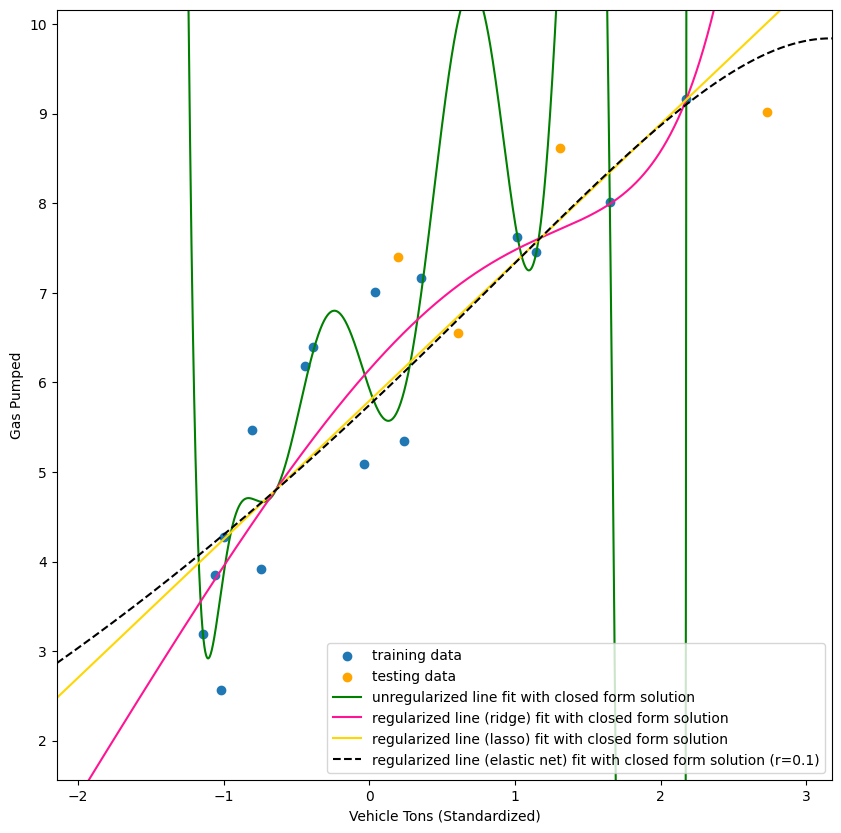 10
9
8
7
6
5
4
3
2
Gas Pumped
training data
testing data
unregularized line fit with closed form solution
regularized line (ridge) fit with closed form solution
regularized line (lasso) fit with closed form solution
regularized line (elastic net) fit with closed form solution (r=0.1)
−2 −1 0 1 2 3
Vehicle Tons (Standardized)